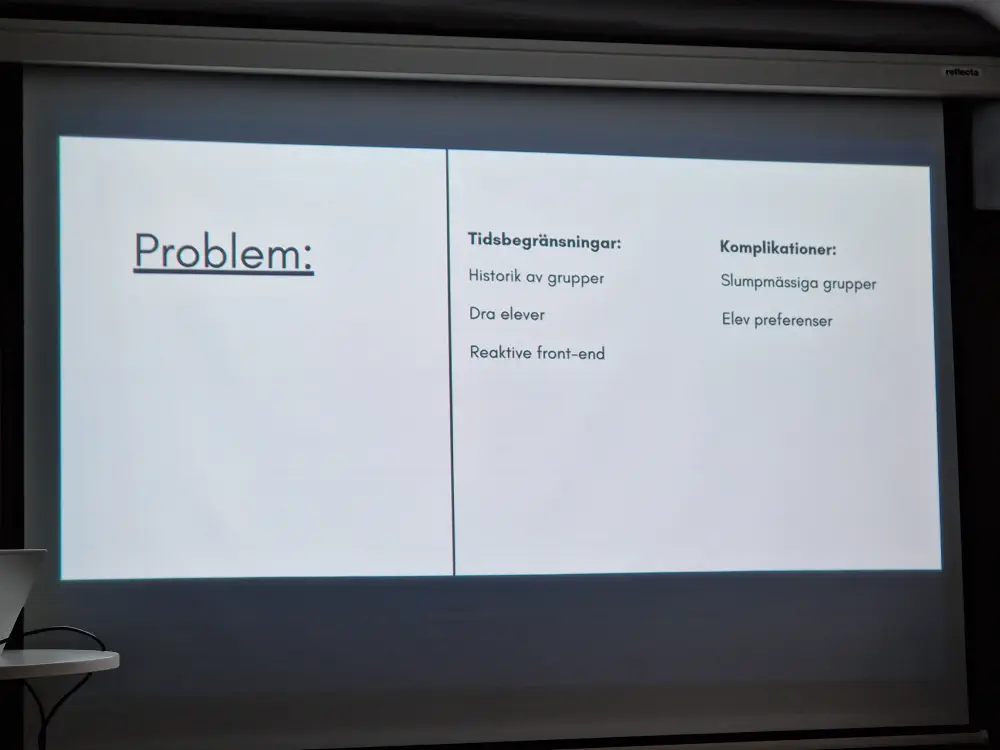 reflecta
Problem:
Tidsbegränsningar:
Historik av grupper
Dra elever
Reaktive front-end
Komplikationer:
Slumpmässiga grupper
Elev preferenser